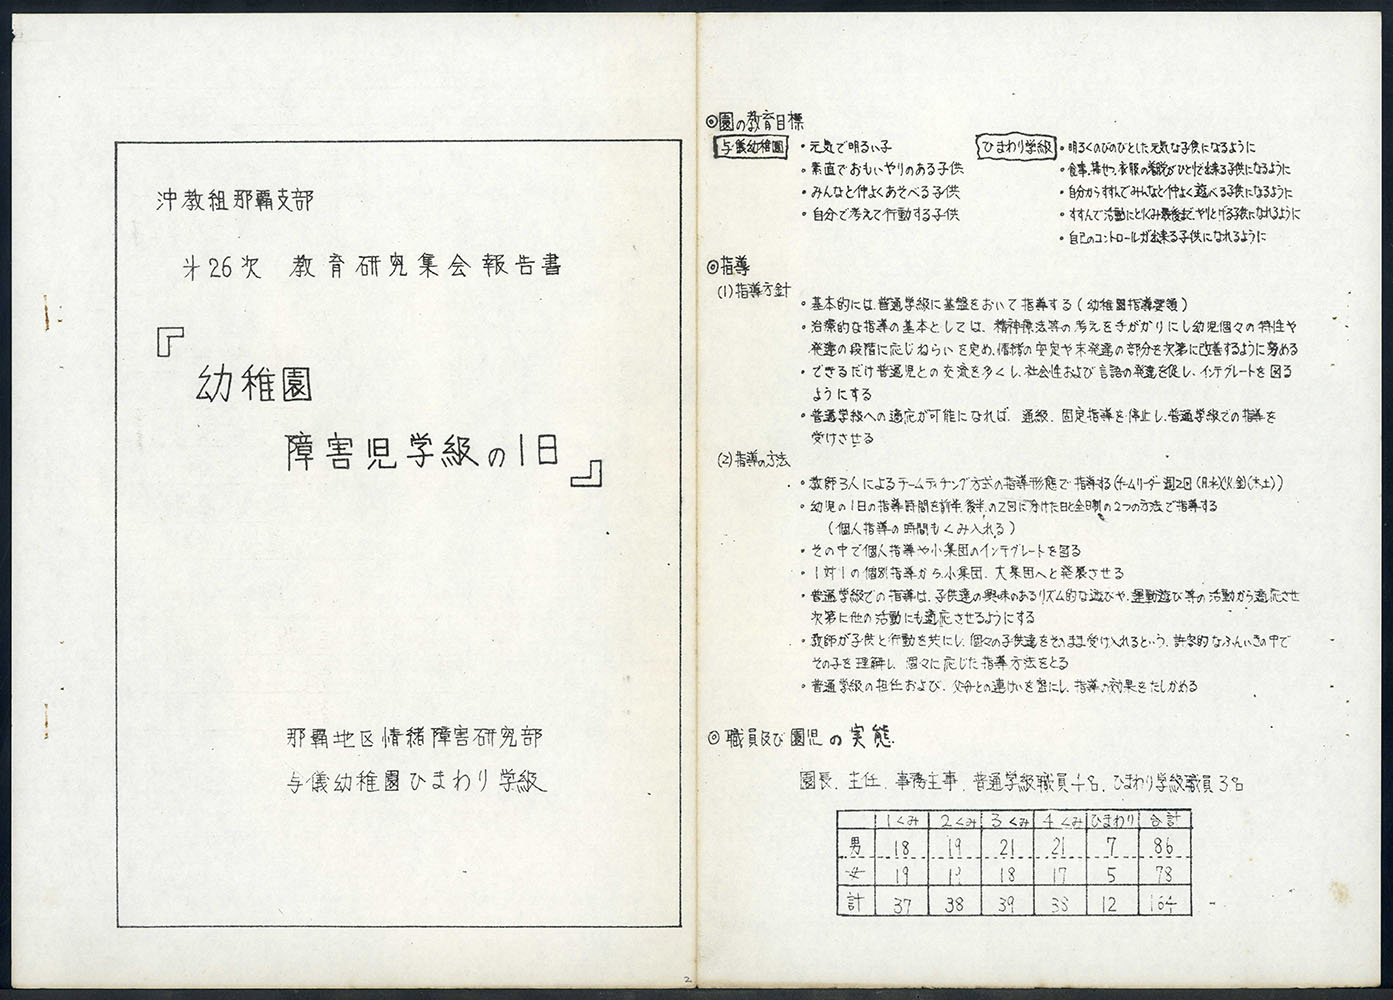 沖教組那覇支部
第26次 教育研究集会報告書
『幼稚園
障害児学級の1日』
那覇地区情緒障害研究部
与儀幼稚園ひまわり学級
2
◎園の教育目標
与儀幼稚園
・元気で明るい子
・素直でおもいやりのある子供
・みんなと仲よくあそべる子供
・自分で考えて行動する子供
ひまわり学級
・明るくのびのびとした元気な子供になるように
・食事、排せつ、衣服の着脱がひとりで出来る子供になるように
・自分からすすんでみんなと仲よく遊べる子供になるように
・すすんで活動にとりくみ最後までやりとげる子供になれるように
・自己のコントロールが出来る子供になれるように
◎指導
(1)指導方針
・基本的には、普通学級に基盤をおいて指導する(幼稚園指導要領)
・治療的な指導の基本としては、精神療法等の考えを手がかりにし幼児個々の特性や
発達の段階に応じねらいを定め、情緒の安定や未発達の部分を次第に改善するように努める
・できるだけ普通児との交流を多くし、社会性および言語の発達を促し、インテグレートを図る
ようにする
・普通学級への適応が可能になれば、通級、固定指導を停止し、普通学級での指導を
受けさせる
(2)指導の方法
・教師3人によるチームティチング方式の指導形態で指導する(チームリーダー週2回(月.水)(火.金)(木.土))
・幼児の1日の指導時間を前半、後半、の2回に分けた日と全日制の2つの方法で指導する
(個人指導の時間もくみ入れる)
・その中で個人指導や小集団のインテグレートを図る
・1対1の個別指導から、小集団、大集団へと発展させる
・普通学級での指導は、子供達の興味のあるリズム的な遊びや、運動遊び等の活動から適応させ
次第に他の活動にも適応させるようにする
・教師が子供と行動を共にし、個々の子供達をそのまま受け入れるという、許容的なふんいきの中で
その子を理解し、個々に応じた指導方法をとる
・普通学級の担任および、父母との連けいを密にし、指導の効果をたしかめる
◎職員及び園児の実態
園長、主任、事務主事、普通学級職員4名、ひまわり学級職員3名
1くみ 2くみ 3くみ 4くみ ひまわり 合計
男 18 19 21 21 7 86
女 19 19 18 17 5 78
計 37 38 39 38 12 164